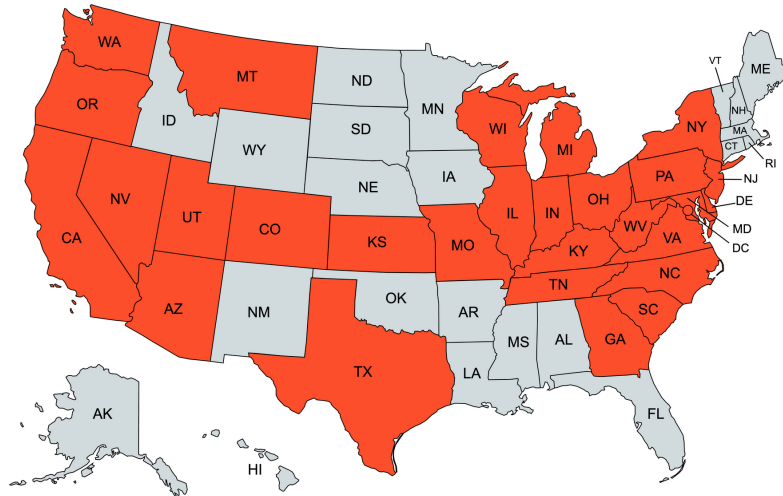 VT
ME
WA
MT
ND
MN
OR
ID
WY
SD
WI
MI
NY
NH
MA
CT
RI
NV
UT
CO
NE
IA
IL
IN
OH
PA
NJ
DE
MD
DC
CA
KS
MO
KY
WV
VA
AZ
NM
OK
AR
TN
NC
SC
TX
LA
MS
AL
GA
FL
AK
HI